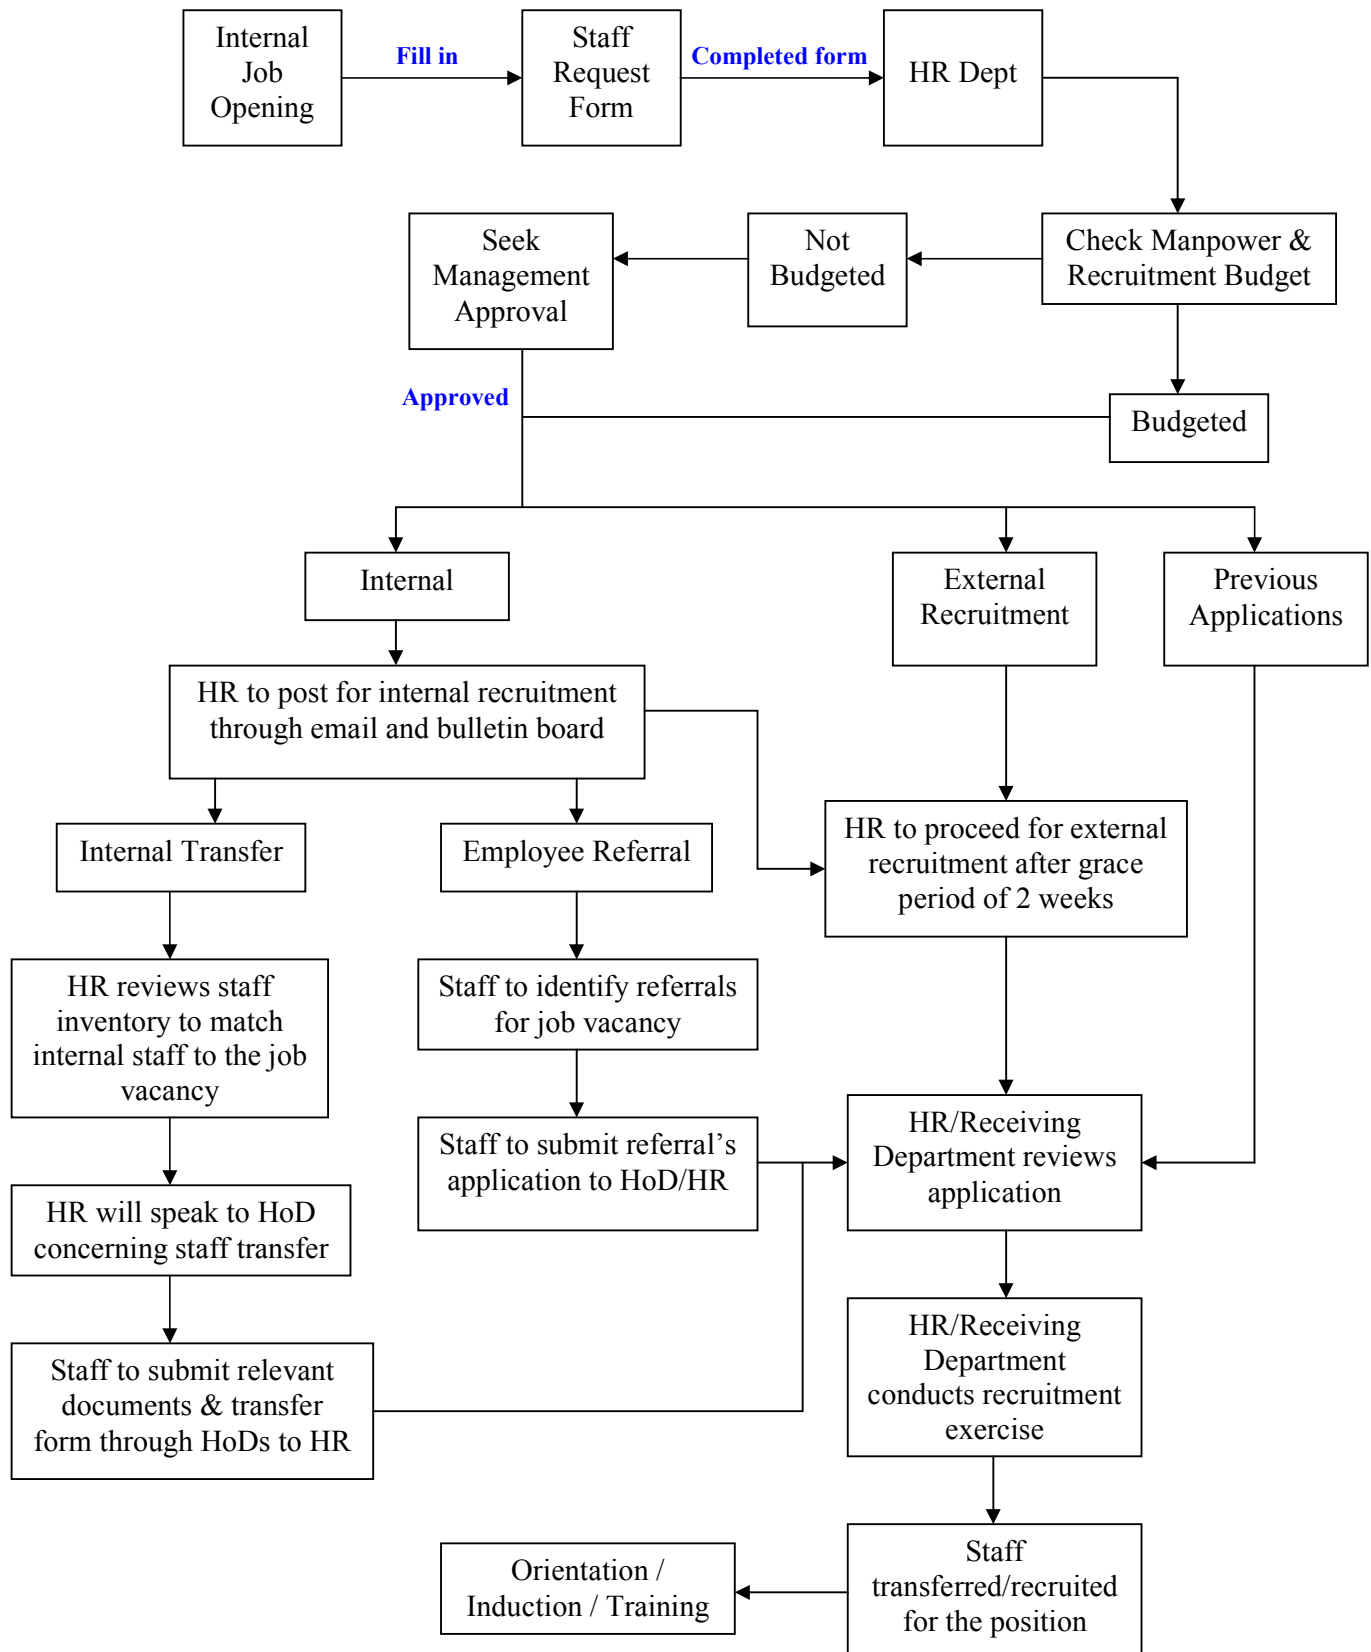 Internal
Job
Opening
Fill in
Staff
Request
Form
Completed form
HR Dept
Seek
Management
Approval
Not
Budgeted
Check Manpower &
Recruitment Budget
Approved
Budgeted
Internal
External
Recruitment
Previous
Applications
HR to post for internal recruitment
through email and bulletin board
Internal Transfer
Employee Referral
HR to proceed for external
recruitment after grace
period of 2 weeks
HR reviews staff
inventory to match
internal staff to the job
vacancy
Staff to identify referrals
for job vacancy
Staff to submit referral’s
application to HoD/HR
HR/Receiving
Department reviews
application
HR will speak to HoD
concerning staff transfer
Staff to submit relevant
documents & transfer
form through HoDs to HR
HR/Receiving
Department
conducts recruitment
exercise
Orientation /
Induction / Training
Staff
transferred/recruited
for the position